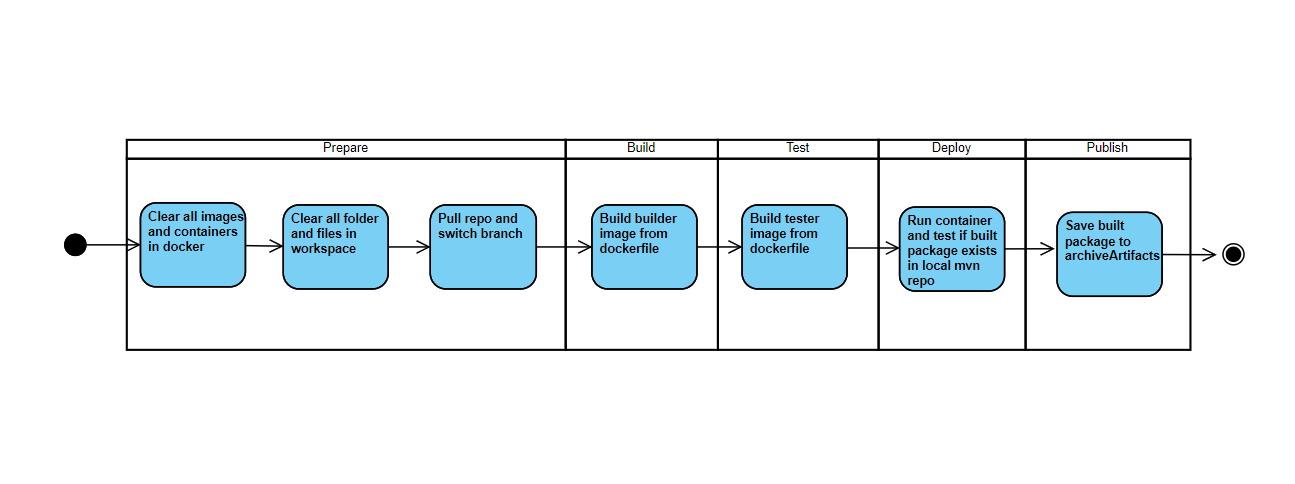 Prepare
Build
Test
Deploy
Publish
Clear all images
and containers
in docker
Clear all folder
and files in
workspace
Pull repo and
switch branch
Build builder
image from
dockerfile
Build tester
image from
dockerfile
Run container
and test if built
package exists
in local mvn
repo
Save built
package to
archiveArtifacts